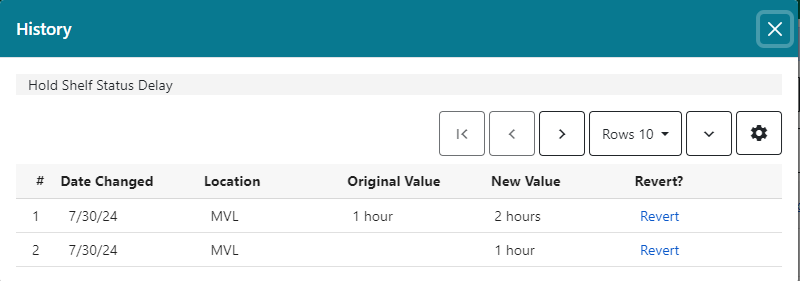 History
Hold Shelf Status Delay
Rows 10
# Date Changed Location Original Value New Value Revert?
1 7/30/24 MVL 1 hour 2 hours Revert
2 7/30/24 MVL 1 hour Revert